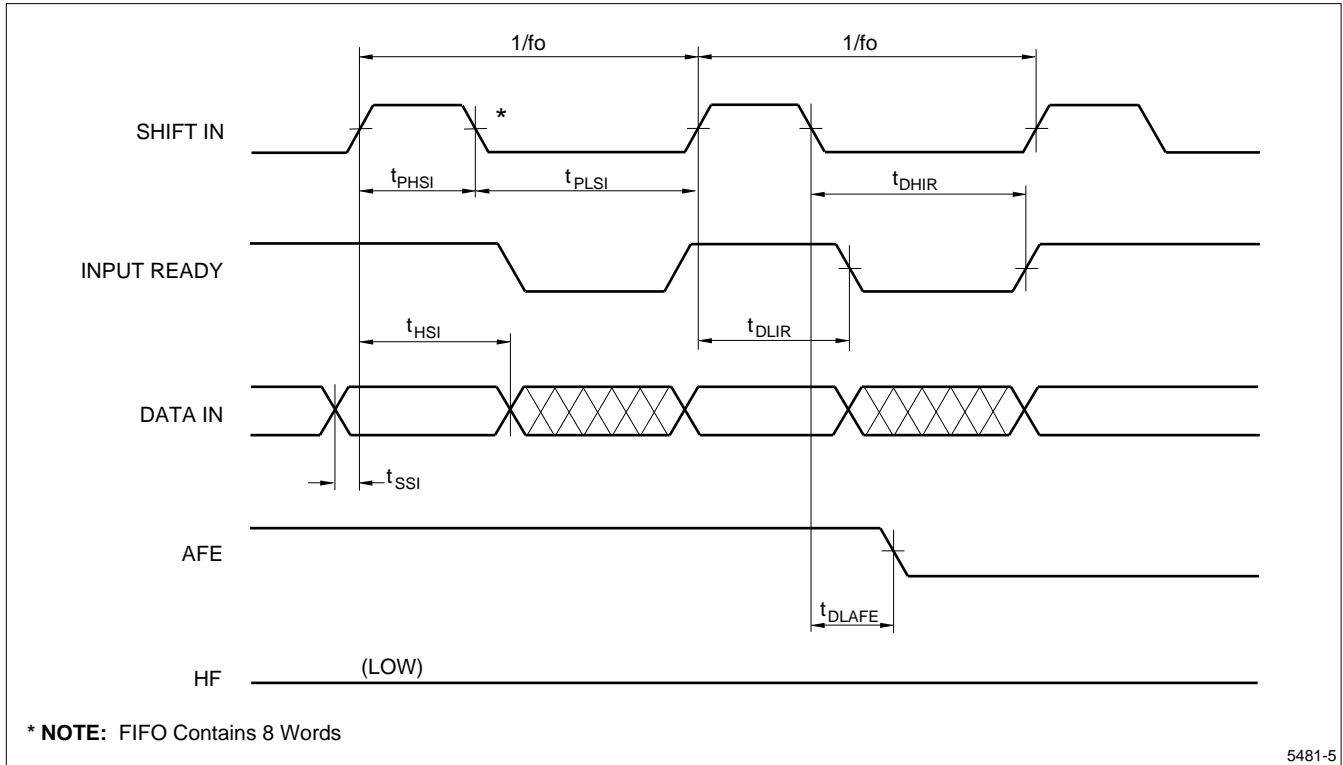 1/fo 1/fo
SHIFT IN
*
tPHSI tPLSI tDHIR
INPUT READY
tHSI tDLIR
DATA IN
tSSI
AFE
tDLAFE
(LOW)
HF
* NOTE: FIFO Contains 8 Words
5481-5